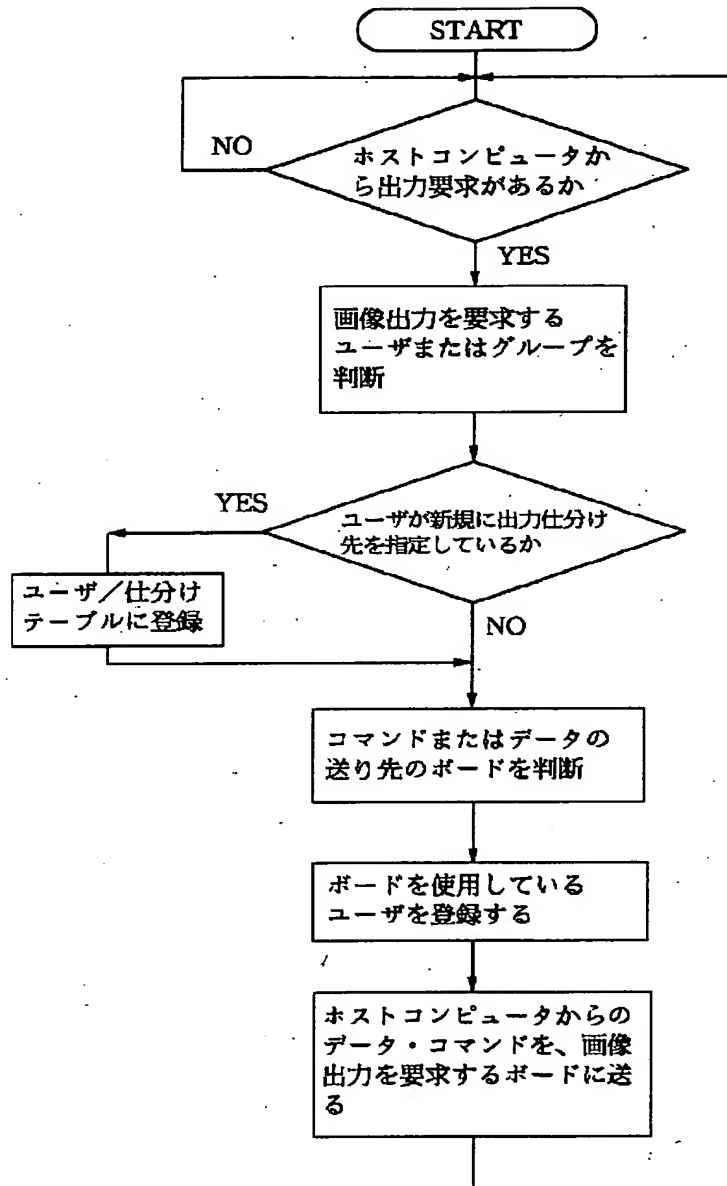 START
NO
ホストコンピュータか
ら出力要求があるか
YES
画像出力を要求する
ユーザまたはグループを
判断
YES
ユーザが新規に出力仕分け
先を指定しているか
ユーザ／仕分け
テーブルに登録
NO
コマンドまたはデータの
送り先のボードを判断
ボードを使用している
ユーザを登録する
ホストコンピュータからの
データ・コマンドを、画像
出力を要求するボードに送
る